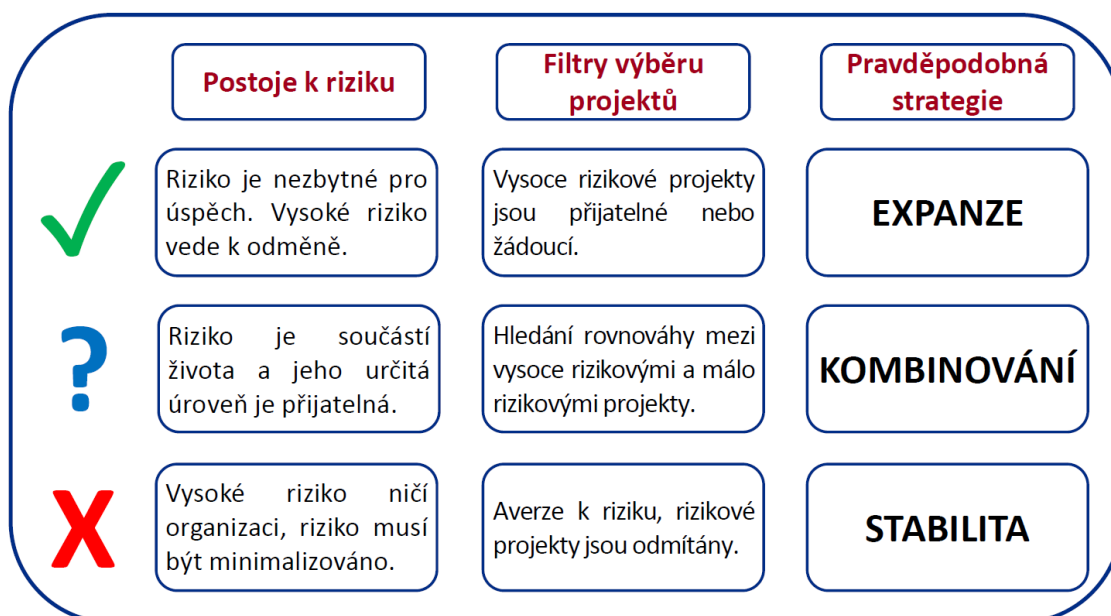 Postoje k riziku
Filtry výběru
projektů
Pravděpodobná
strategie
Riziko je nezbytné pro
úspěch. Vysoké riziko
vede k odměně.
Vysoce rizikové projekty
jsou přijatelné nebo
žádoucí.
EXPANZE
?
Riziko je součástí
života a jeho určitá
úroveň je přijatelná.
Hledání rovnováhy mezi
vysoce rizikovými a málo
rizikovými projekty.
KOMBINOVÁNÍ
X
Vysoké riziko ničí
organizaci, riziko musí
být minimalizováno.
Averze k riziku, rizikové
projekty jsou odmítány.
STABILITA